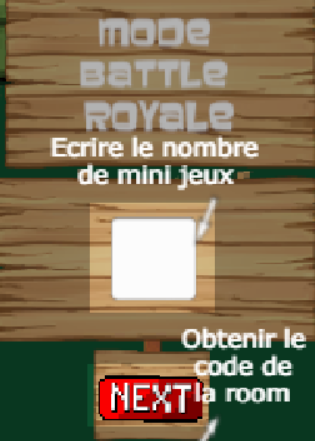 MODE
BATTLE
ROYALE
Ecrire le nombre
de mini jeux
Obtenir le
code de
la room
NEXT